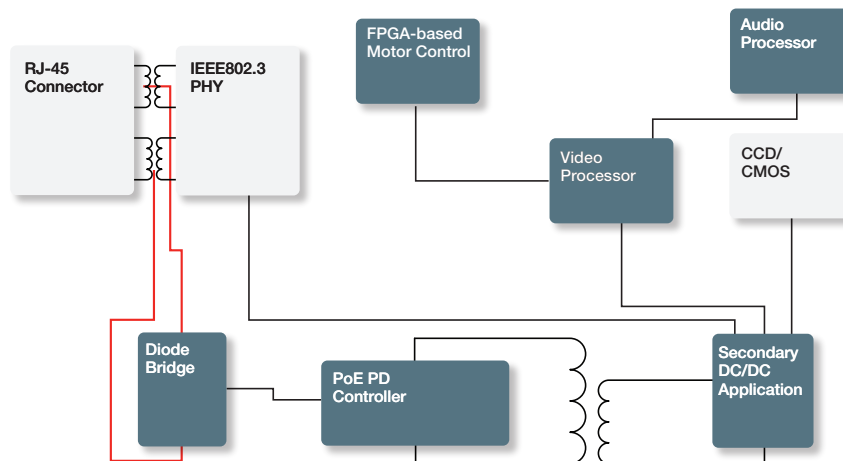 RJ-45
Connector
IEEE802.3
PHY
FPGA-based
Motor Control
Audio
Processor
Video
Processor
CCD/
CMOS
Diode
Bridge
PoE PD
Controller
Secondary
DC/DC
Application